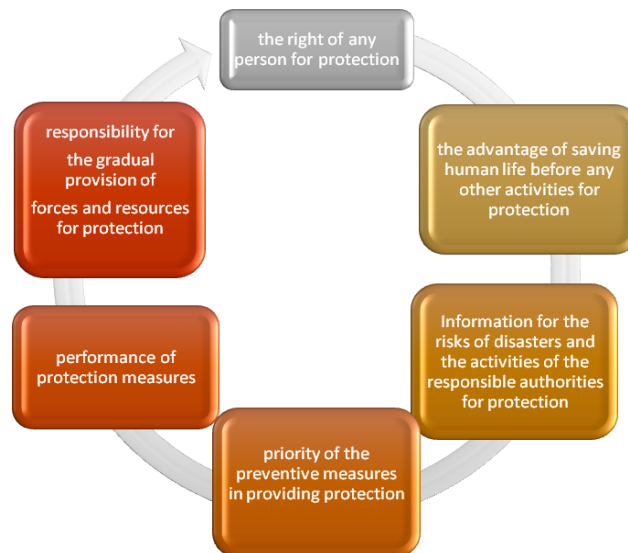 the right of any
person for protection
the advantage of saving
human life before any
other activities for
protection
Information for the
risks of disasters and
the activities of the
responsible authorities
for protection
priority of the
preventive measures
in providing protection
performance of
protection measures
responsibility for
the gradual
provision of
forces and resources
for protection